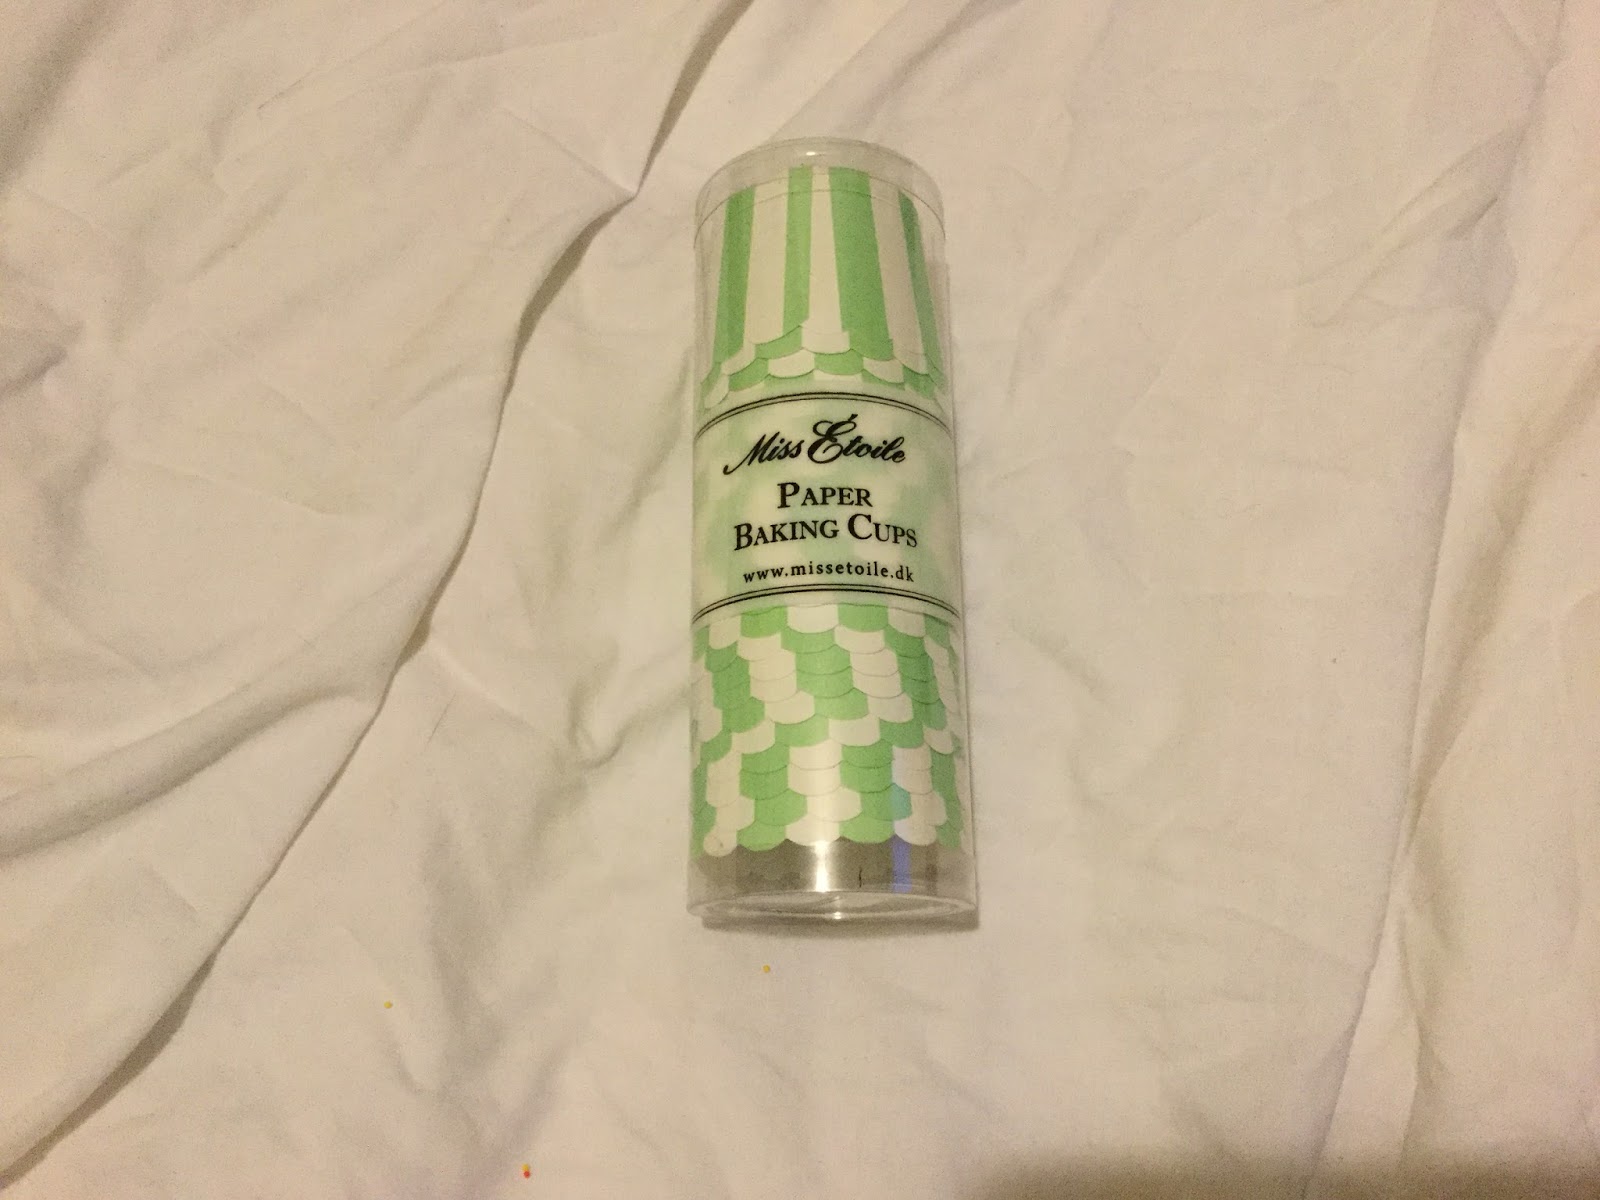 Miss Étoile
PAPER
BAKING CUPS
www.missetoile.dk